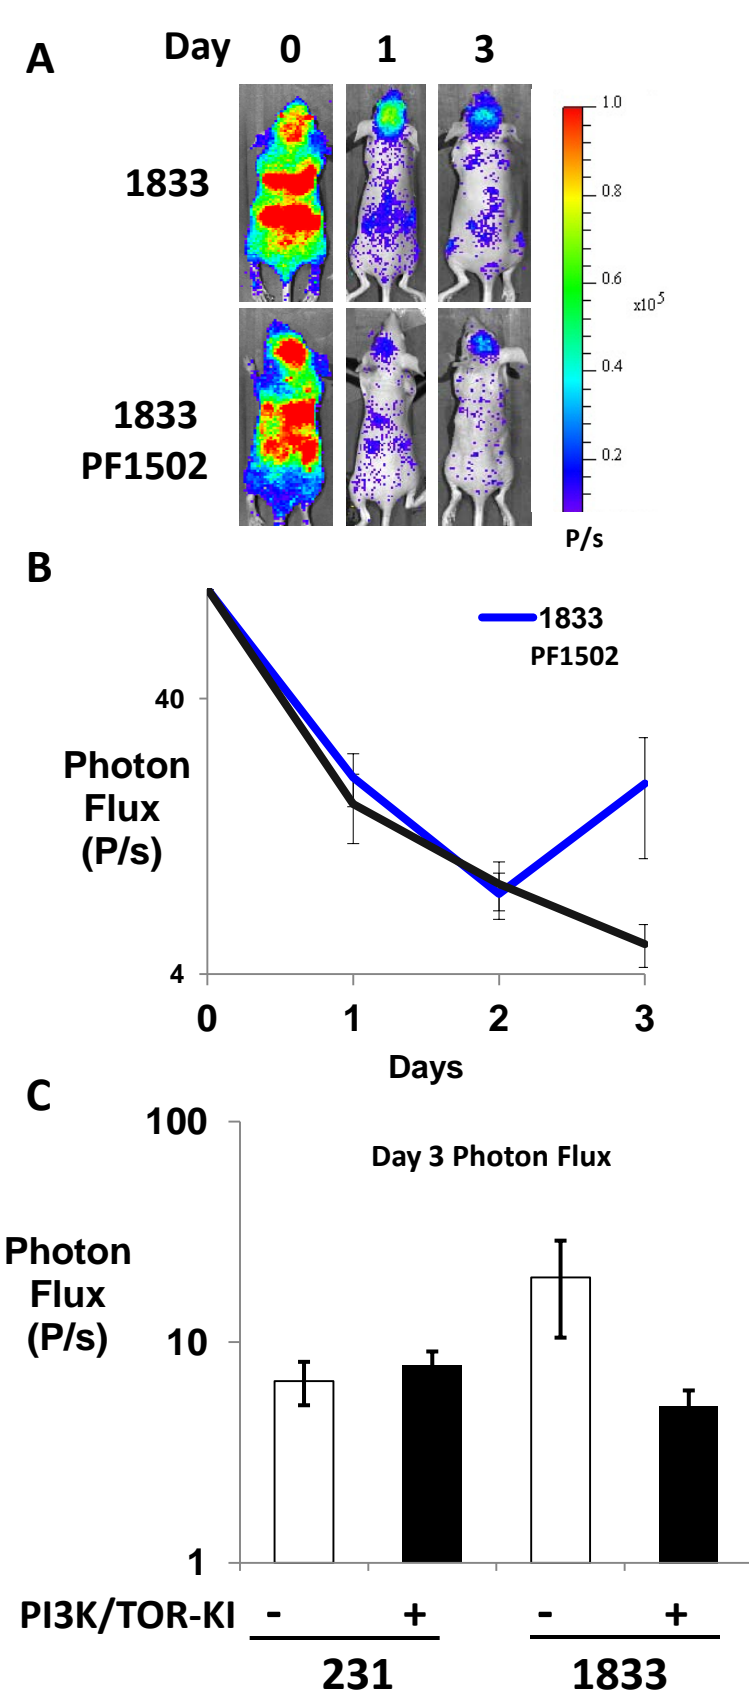 A
Day 0 1 3
1833
1833
PF1502
1.0
0.8
0.6
0.4
0.2
x10⁵
P/s
B
1833
PF1502
40
4
Photon
Flux
(P/s)
0 1 2 3
Days
C
100
10
1
Day 3 Photon Flux
Photon
Flux
(P/s)
PI3K/TOR-KI - + - +
231 1833